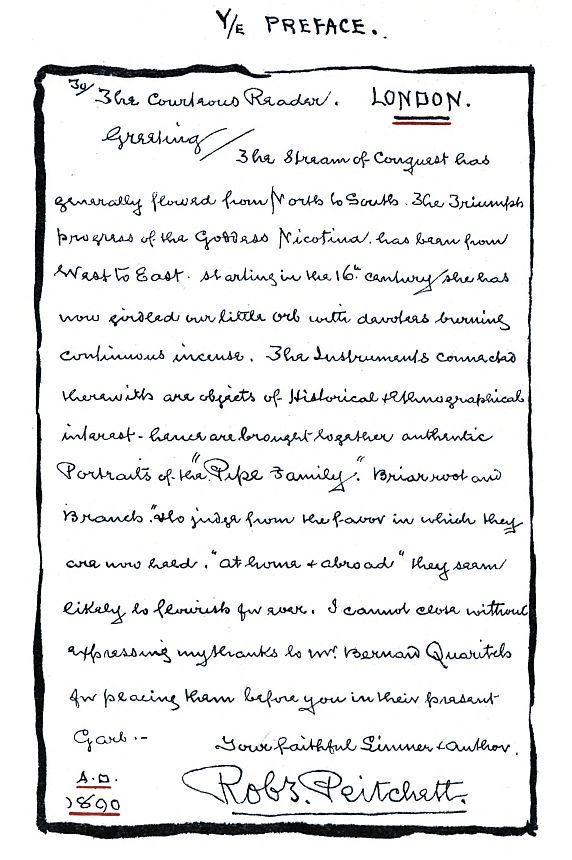 Y/E PREFACE.
To/ The Courteous Reader. LONDON.
Greeting/ The Stream of Conquest has
generally flowed from North to South. The Triumph
progress of the Goddess Nicotina. has been from
West to East. starting in the 16th century/she has
now girdled our little orb with devotees burning
continuous incense. The Instruments connected
therewith are objects of Historical & Ethnographical
interest - hence are brought together authentic
Portraits of the "Pipe Family". Briar root and
Branch." & to judge from the favor in which they
are now held. "at home & abroad" they seem
likely to flourish for ever. I cannot close without
expressing my thanks to Mr. Bernard Quaritch
for placing them before you in their present
Garb.- Your faithful Limner & author.
A.D. Robt. Pritchett.
1890